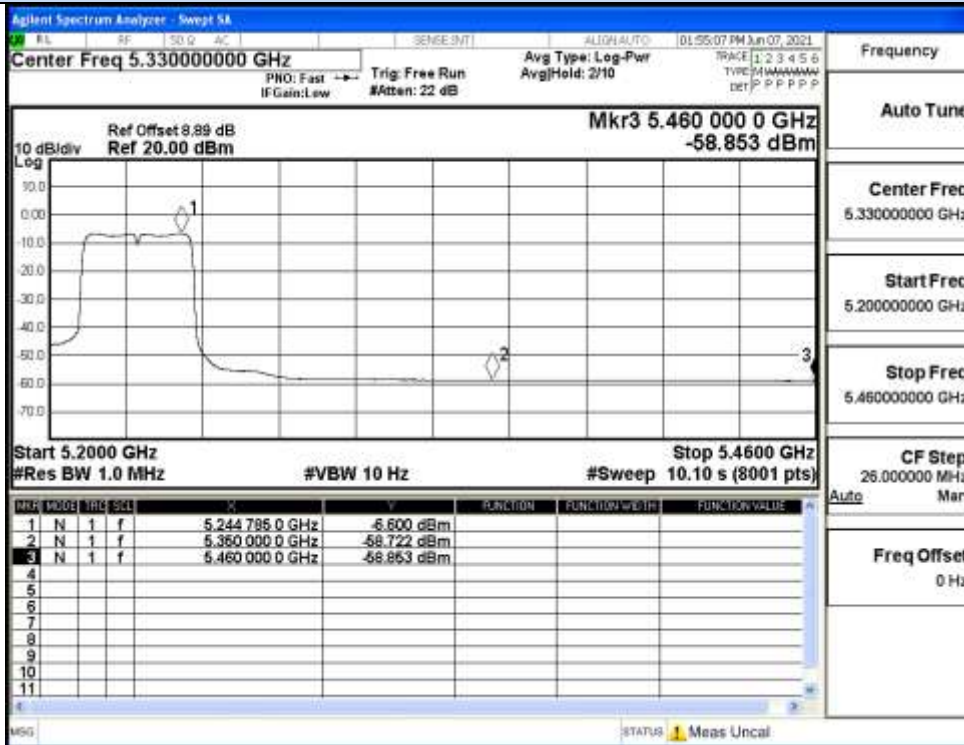 Agilent Spectrum Analyzer - Swept SA
RL RF 50 Ω AC SENSE:INT ALIGN AUTO 01:55:07 PM Jun 07, 2021
Center Freq 5.330000000 GHz
PNO: Fast
IFGain:Low
Trig: Free Run
#Atten: 22 dB
Avg Type: Log-Pwr
Avg|Hold: 2/10
TRACE 1 2 3 4 5 6
TYPE M WWWWW
DET P P P P P P
Frequency
Auto Tune
Center Freq
5.330000000 GHz
Start Freq
5.200000000 GHz
Stop Freq
5.460000000 GHz
CF Step
26.000000 MHz
Auto Man
Freq Offset
0 Hz
Mkr3 5.460 000 0 GHz
-58.853 dBm
Ref Offset 8.89 dB
10 dB/div Ref 20.00 dBm
Log
10.0
0.00
-10.0
-20.0
-30.0
-40.0
-50.0
-60.0
-70.0
1
2
3
Start 5.2000 GHz Stop 5.4600 GHz
#Res BW 1.0 MHz #VBW 10 Hz #Sweep 10.10 s (8001 pts)
MKR MODE TRC SCL X Y FUNCTION FUNCTION WIDTH FUNCTION VALUE
1 N 1 f 5.244 785 0 GHz -6.600 dBm
2 N 1 f 5.350 000 0 GHz -58.722 dBm
3 N 1 f 5.460 000 0 GHz -58.853 dBm
4
5
6
7
8
9
10
11
MSG STATUS Meas Uncal